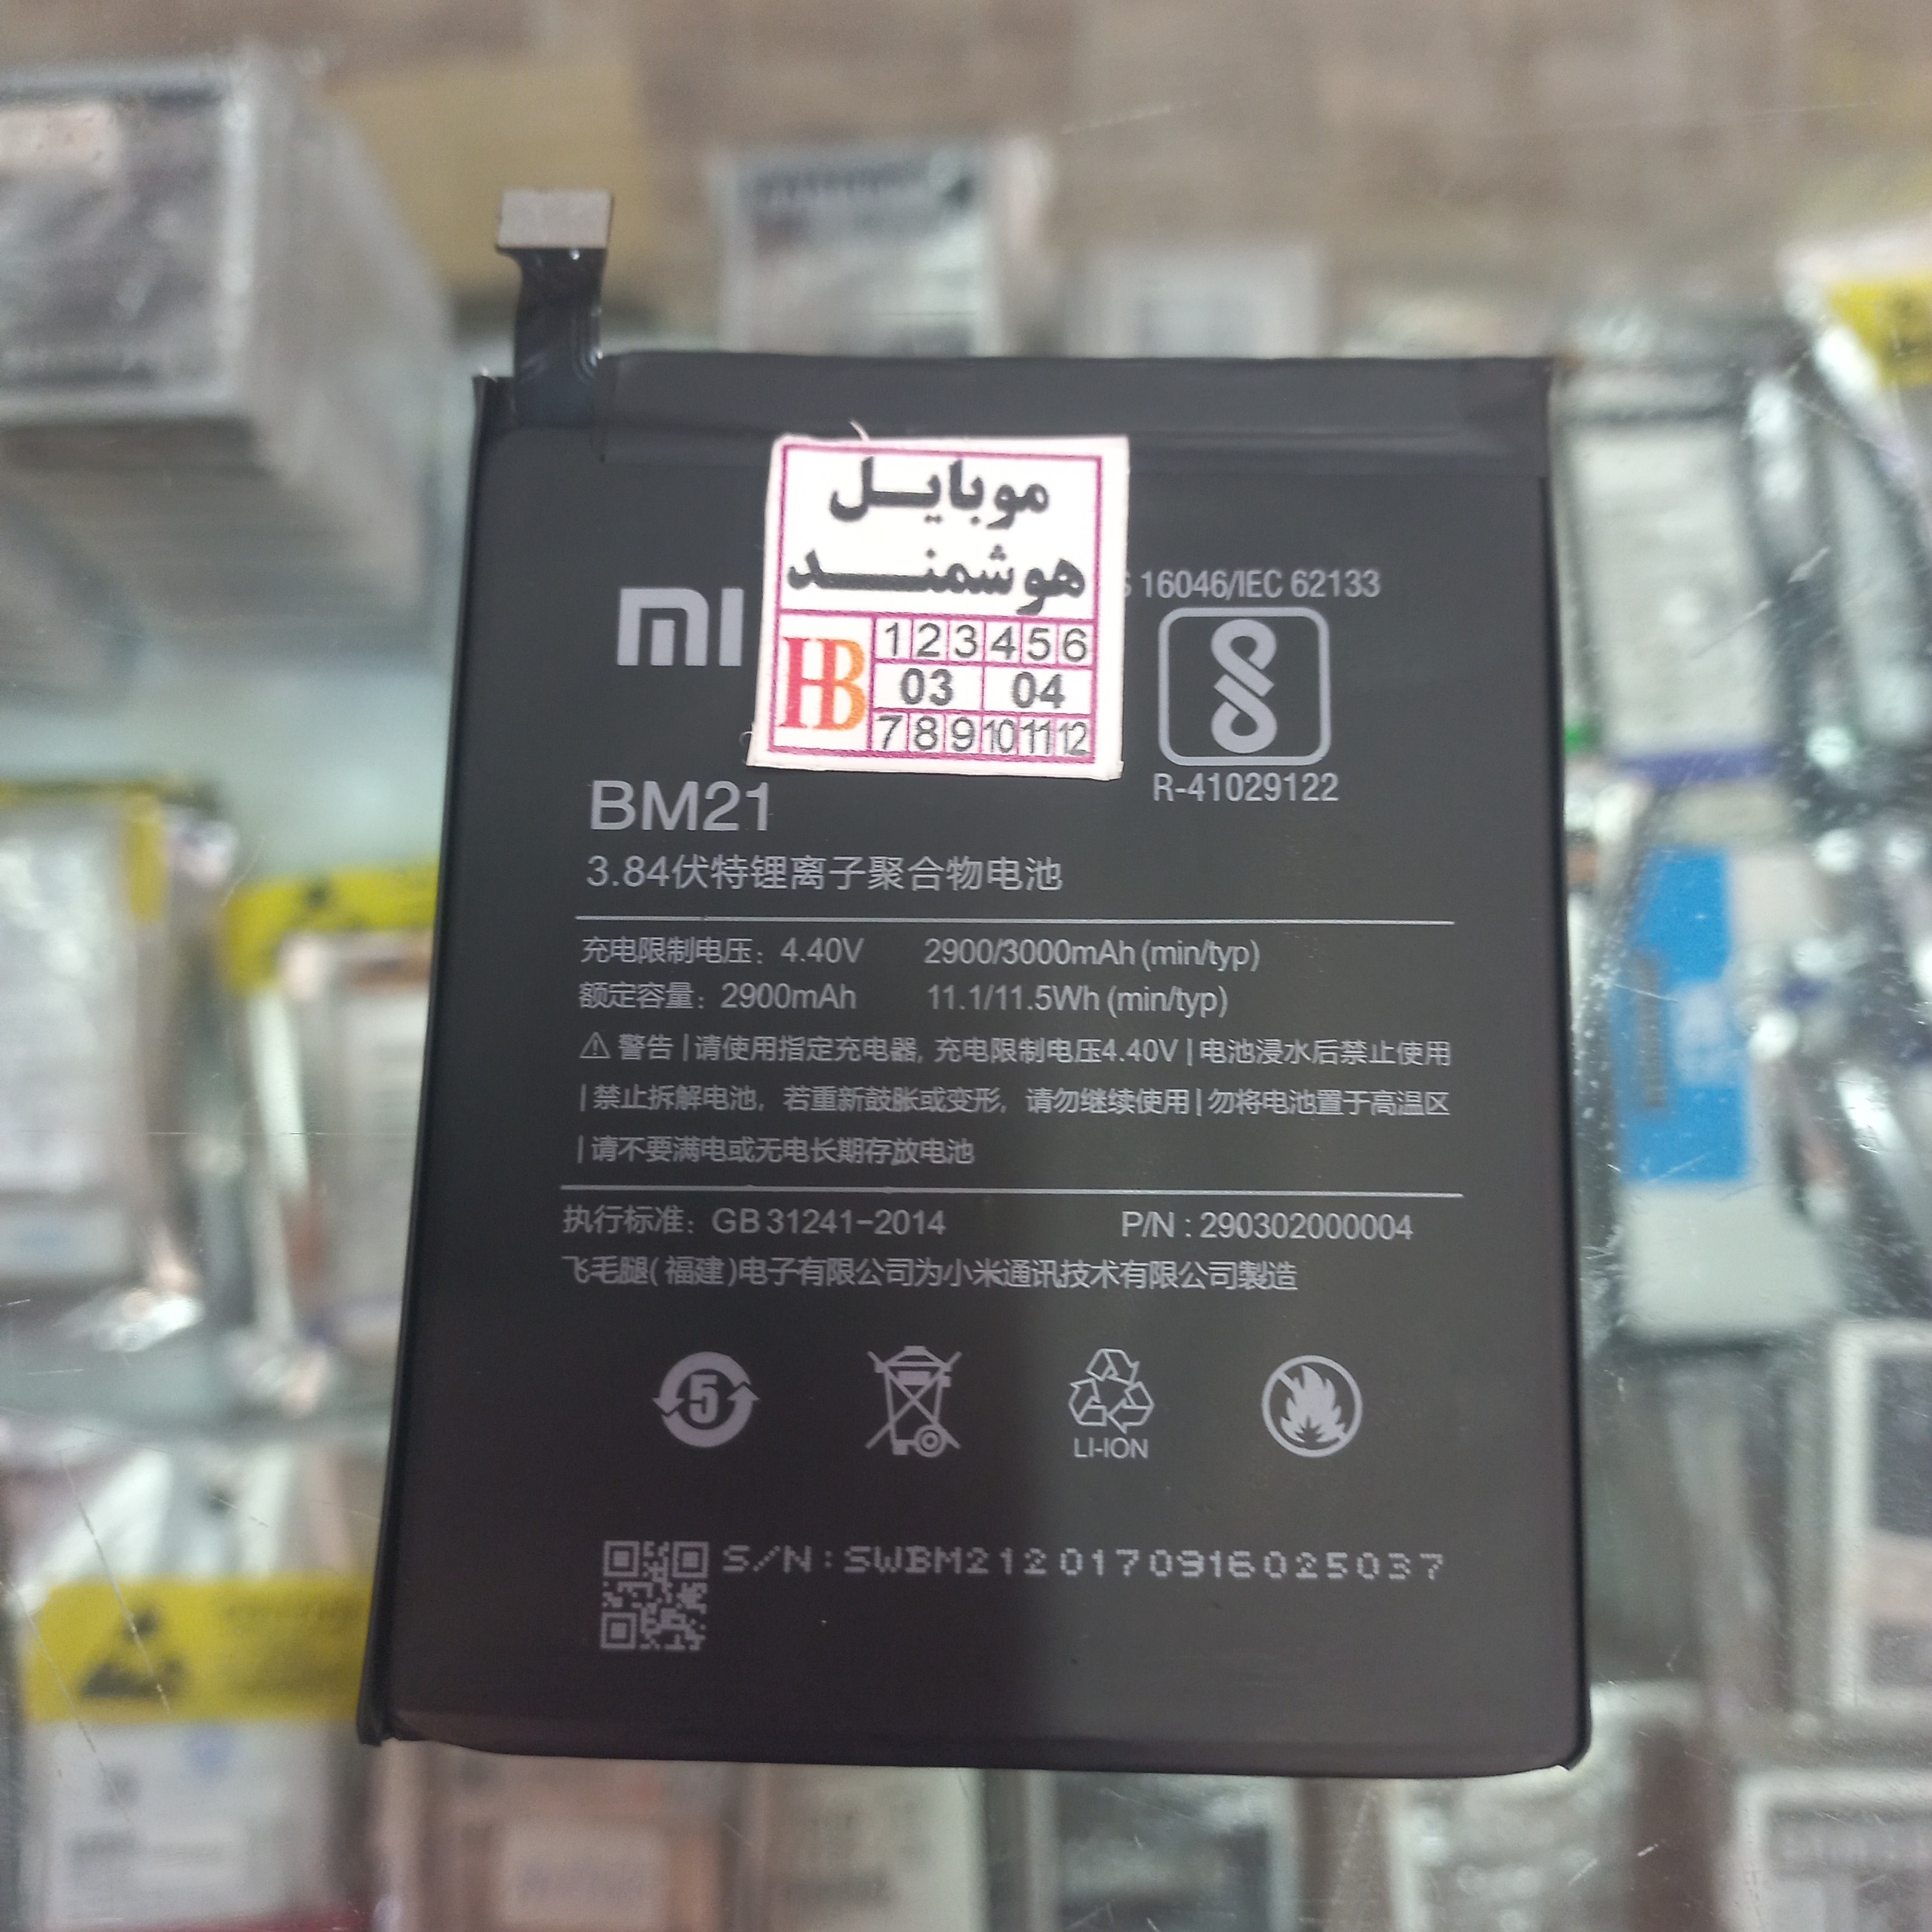 موبایل
هوشمند
HB
1 2 3 4 5 6
03 04
7 8 9 10 11 12
mi
16046/IEC 62133
R-41029122
BM21
3.84伏特锂离子聚合物电池
充电限制电压: 4.40V 2900/3000mAh (min/typ)
额定容量: 2900mAh 11.1/11.5Wh (min/typ)
警告 | 请使用指定充电器, 充电限制电压4.40V | 电池浸水后禁止使用
| 禁止拆解电池, 若重新鼓胀或变形, 请勿继续使用 | 勿将电池置于高温区
| 请不要满电或无电长期存放电池
执行标准: GB 31241-2014 P/N : 290302000004
飞毛腿(福建)电子有限公司为小米通讯技术有限公司製造
5
LI-ION
S/N:SWBM2120170916025037